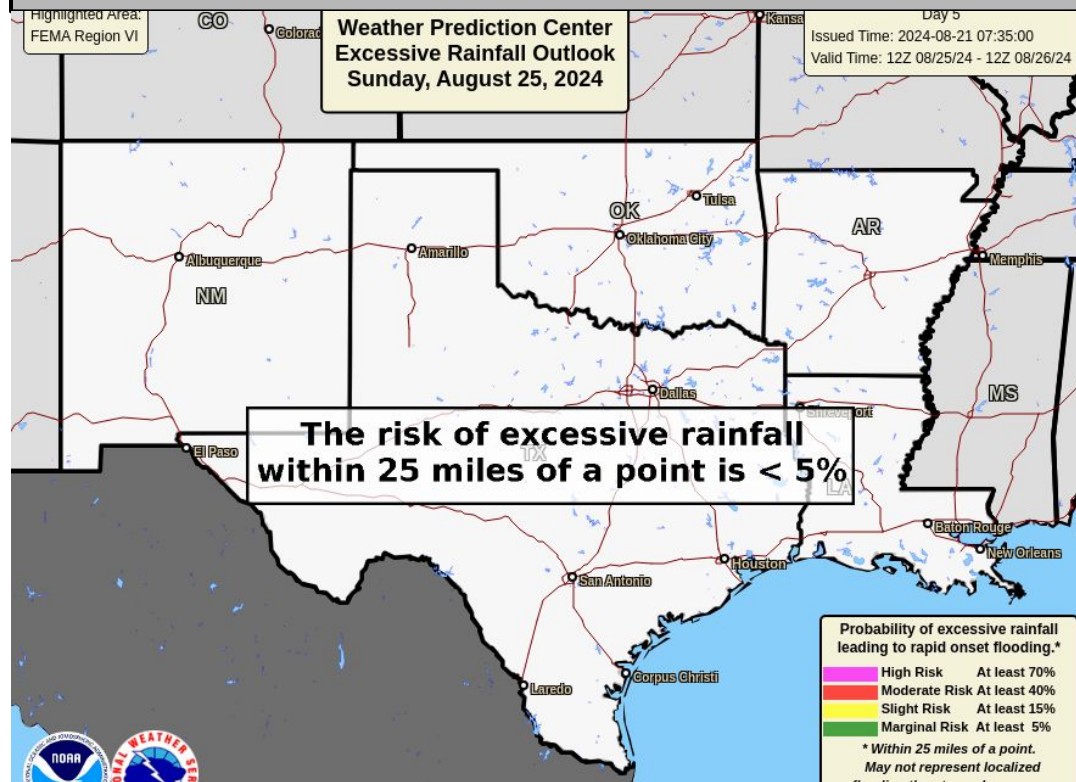 Highlighted Area:
FEMA Region VI
Weather Prediction Center
Excessive Rainfall Outlook
Sunday, August 25, 2024
Day 5
Issued Time: 2024-08-21 07:35:00
Valid Time: 12Z 08/25/24 - 12Z 08/26/24
CO
Kansa
OK
Tulsa
Oklahoma City
AR
Amarillo
Albuquerque
Memphis
NM
MS
Dallas
Shreveport
The risk of excessive rainfall
within 25 miles of a point is < 5%
El Paso
TX
LA
Baton Rouge
New Orleans
Houston
San Antonio
Corpus Christi
Laredo
Probability of excessive rainfall
leading to rapid onset flooding.*
High Risk At least 70%
Moderate Risk At least 40%
Slight Risk At least 15%
Marginal Risk At least 5%
* Within 25 miles of a point.
May not represent localized
NOAA